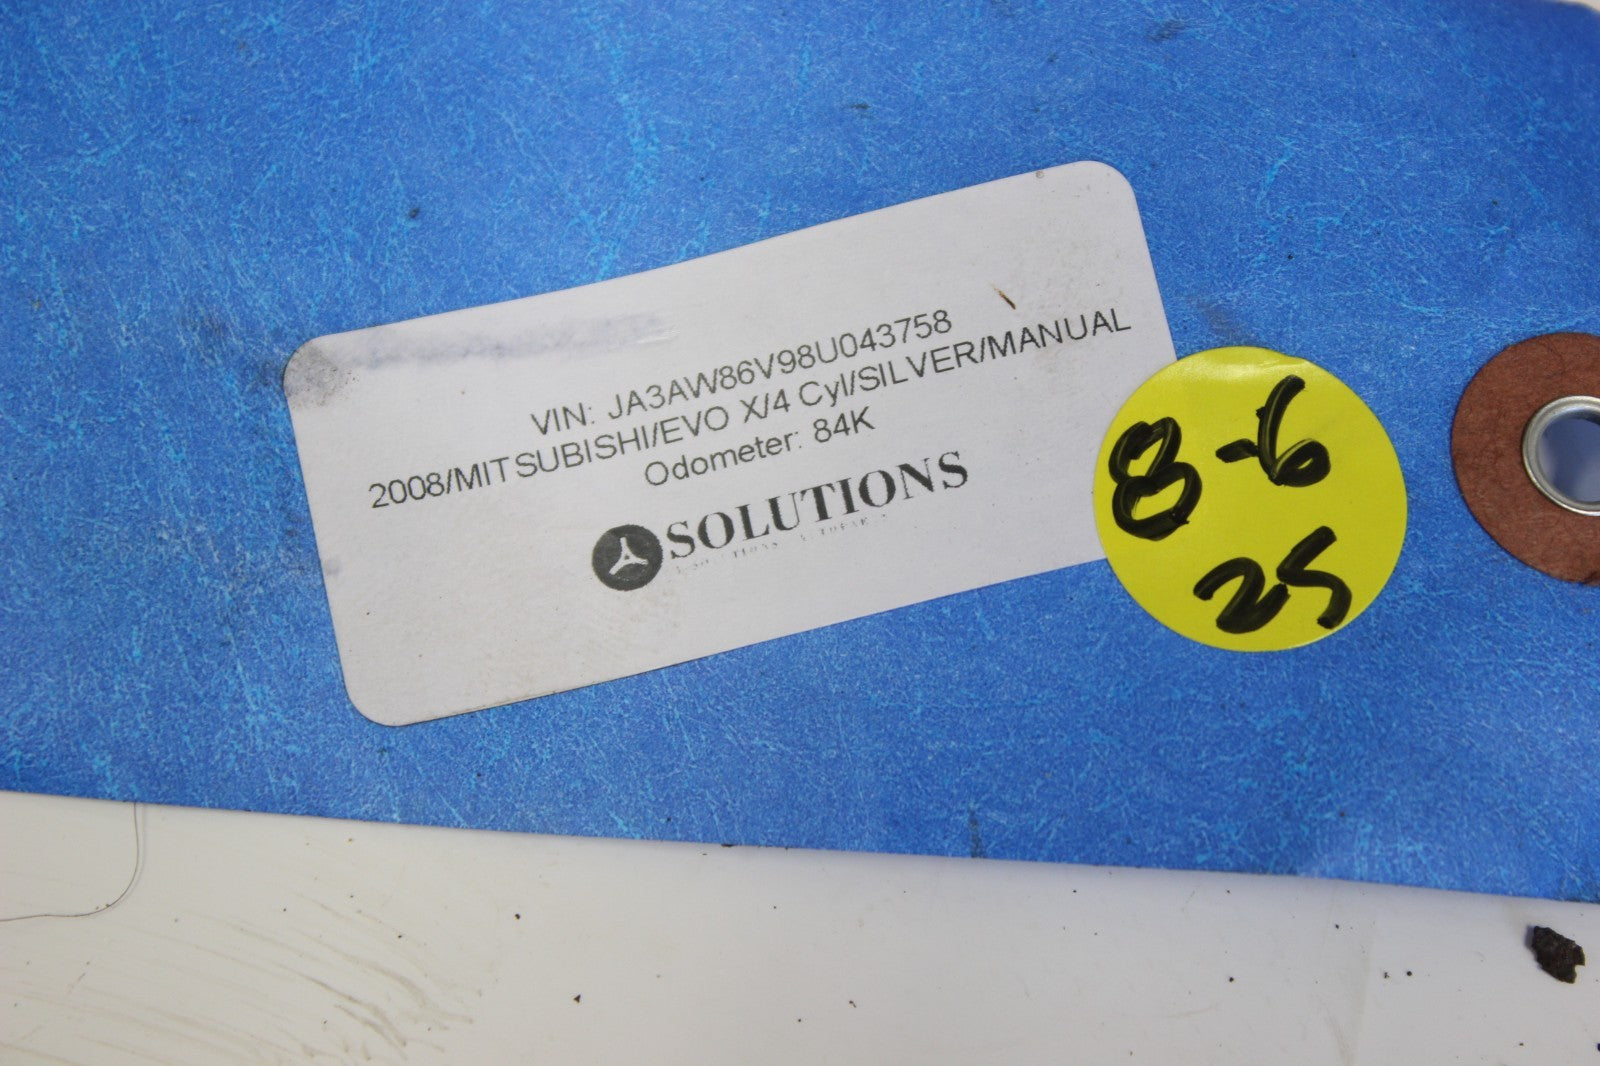 VIN: JA3AW86V98U043758
2008/MITSUBISHI/EVO X/4 Cyl/SILVER/MANUAL
Odometer: 84K
SOLUTIONS
8-6
25